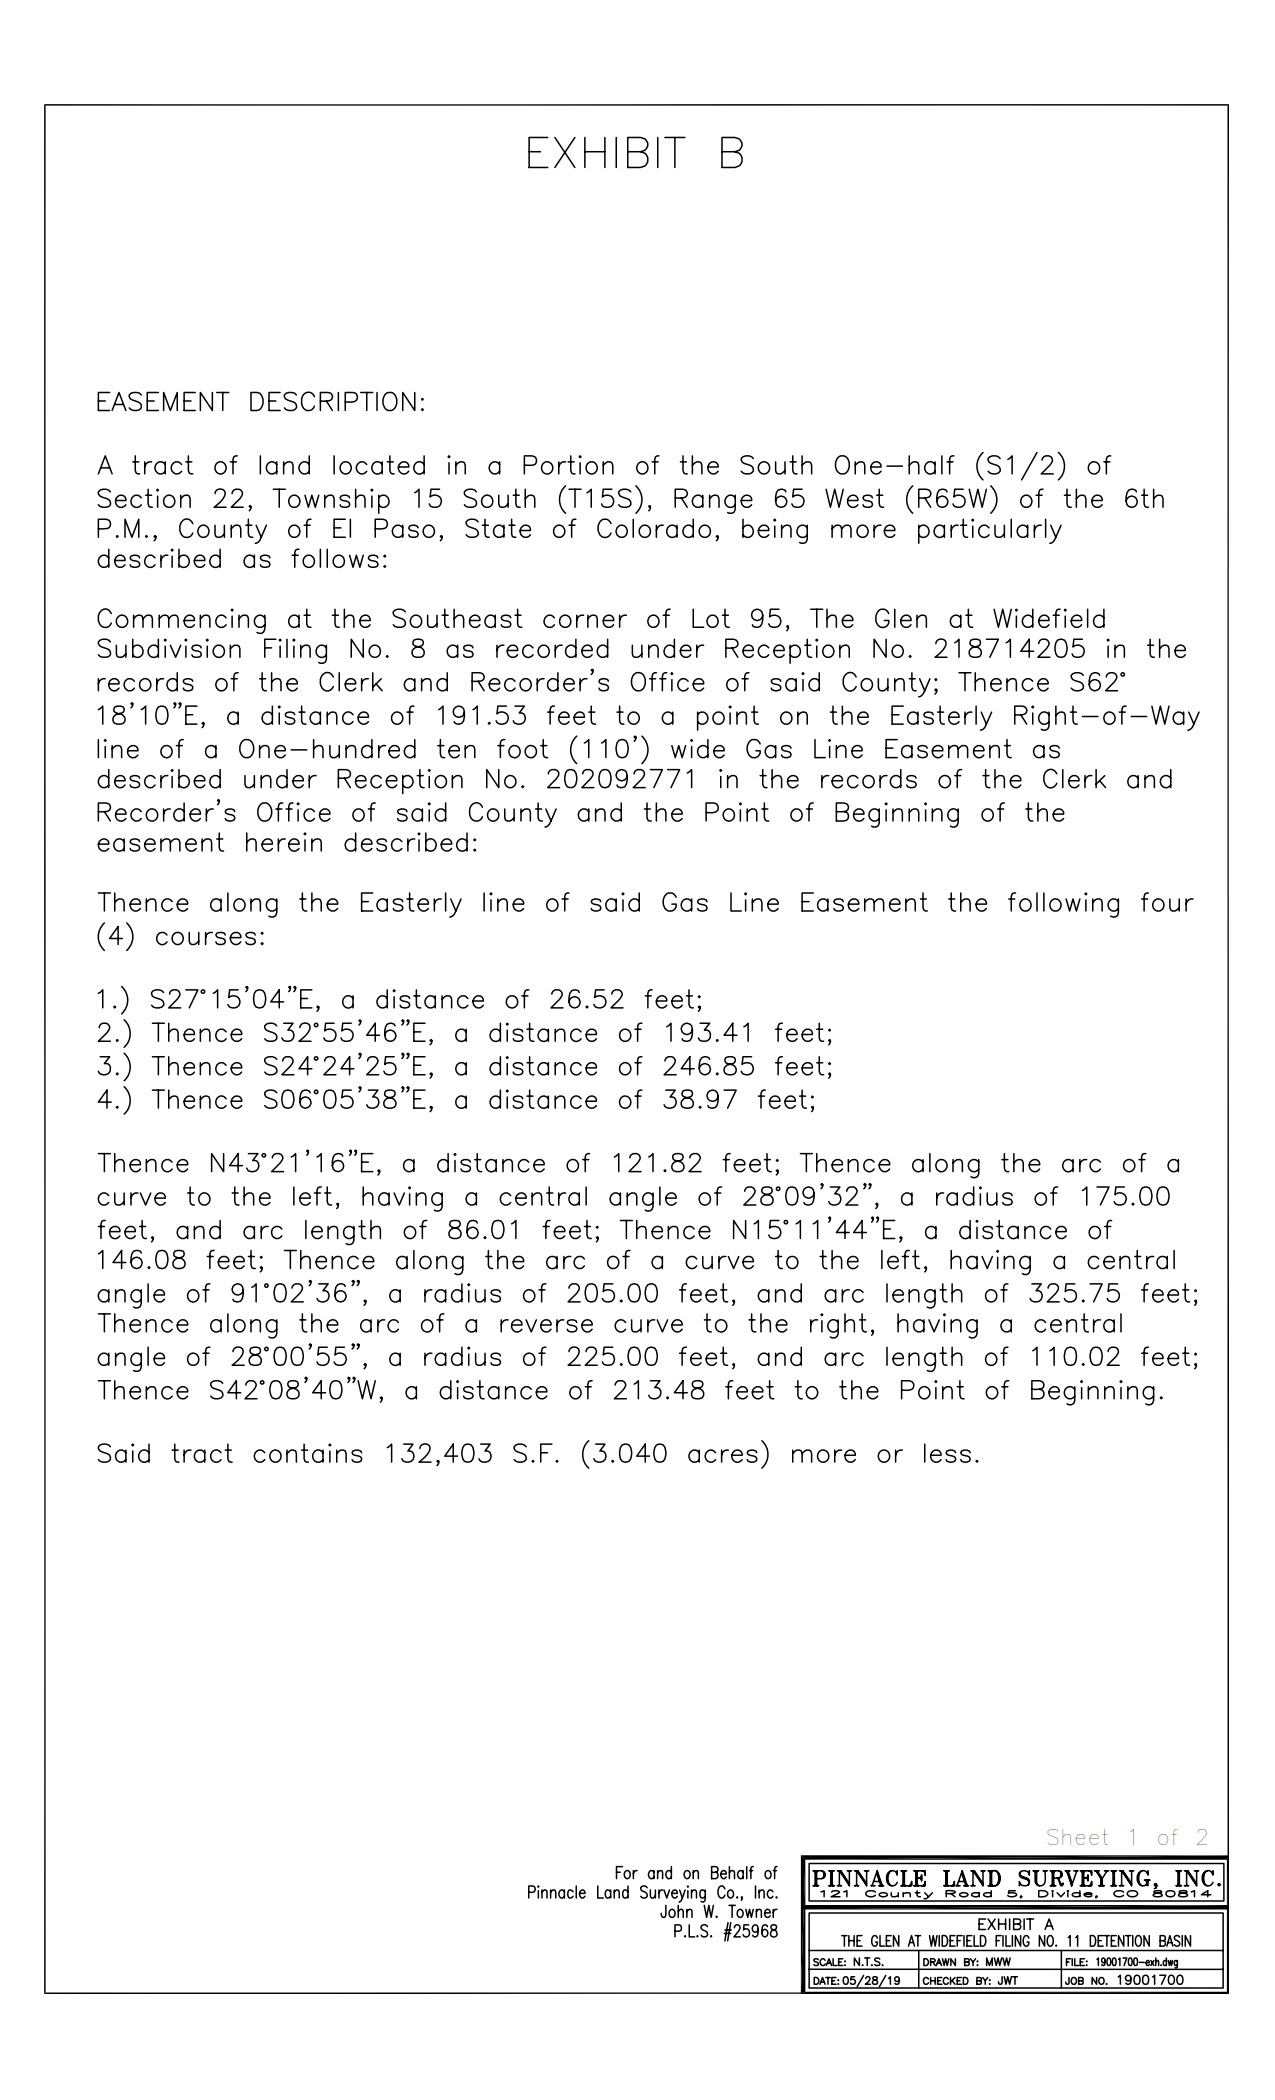 EXHIBIT B
EASEMENT DESCRIPTION:
A tract of land located in a Portion of the South One-half (S1/2) of
Section 22, Township 15 South (T15S), Range 65 West (R65W) of the 6th
P.M., County of El Paso, State of Colorado, being more particularly
described as follows:
Commencing at the Southeast corner of Lot 95, The Glen at Widefield
Subdivision Filing No. 8 as recorded under Reception No. 218714205 in the
records of the Clerk and Recorder's Office of said County; Thence S62°
18'10"E, a distance of 191.53 feet to a point on the Easterly Right-of-Way
line of a One-hundred ten foot (110') wide Gas Line Easement as
described under Reception No. 202092771 in the records of the Clerk and
Recorder's Office of said County and the Point of Beginning of the
easement herein described:
Thence along the Easterly line of said Gas Line Easement the following four
(4) courses:
1.) S27°15'04"E, a distance of 26.52 feet;
2.) Thence S32°55'46"E, a distance of 193.41 feet;
3.) Thence S24°24'25"E, a distance of 246.85 feet;
4.) Thence S06°05'38"E, a distance of 38.97 feet;
Thence N43°21'16"E, a distance of 121.82 feet; Thence along the arc of a
curve to the left, having a central angle of 28°09'32", a radius of 175.00
feet, and arc length of 86.01 feet; Thence N15°11'44"E, a distance of
146.08 feet; Thence along the arc of a curve to the left, having a central
angle of 91°02'36", a radius of 205.00 feet, and arc length of 325.75 feet;
Thence along the arc of a reverse curve to the right, having a central
angle of 28°00'55", a radius of 225.00 feet, and arc length of 110.02 feet;
Thence S42°08'40"W, a distance of 213.48 feet to the Point of Beginning.
Said tract contains 132,403 S.F. (3.040 acres) more or less.
Sheet 1 of 2
For and on Behalf of
Pinnacle Land Surveying Co., Inc.
John W. Towner
P.L.S. #25968
PINNACLE LAND SURVEYING, INC.
121 County Road 5, Divide, CO 80814
EXHIBIT A
THE GLEN AT WIDEFIELD FILING NO. 11 DETENTION BASIN
SCALE: N.T.S. DRAWN BY: MWW FILE: 19001700-exh.dwg
DATE: 05/28/19 CHECKED BY: JWT JOB NO. 19001700